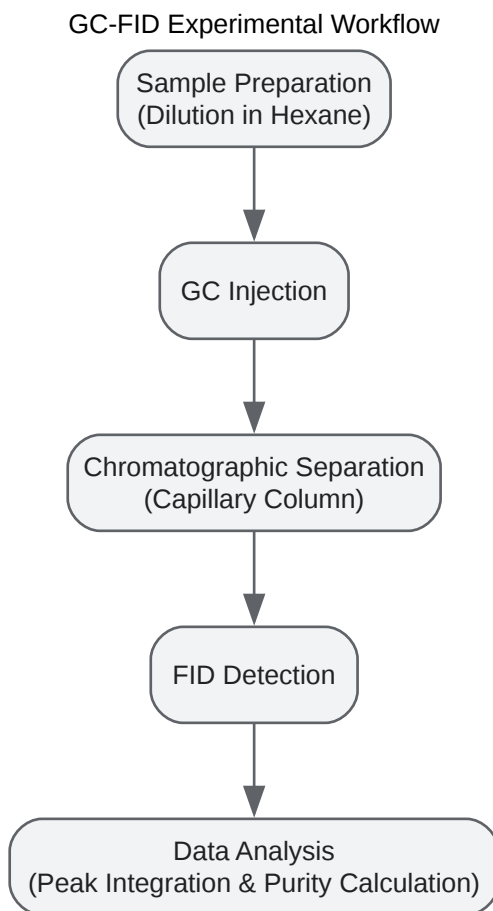 GC-FID Experimental Workflow
Sample Preparation
(Dilution in Hexane)
GC Injection
Chromatographic Separation
(Capillary Column)
FID Detection
Data Analysis
(Peak Integration & Purity Calculation)